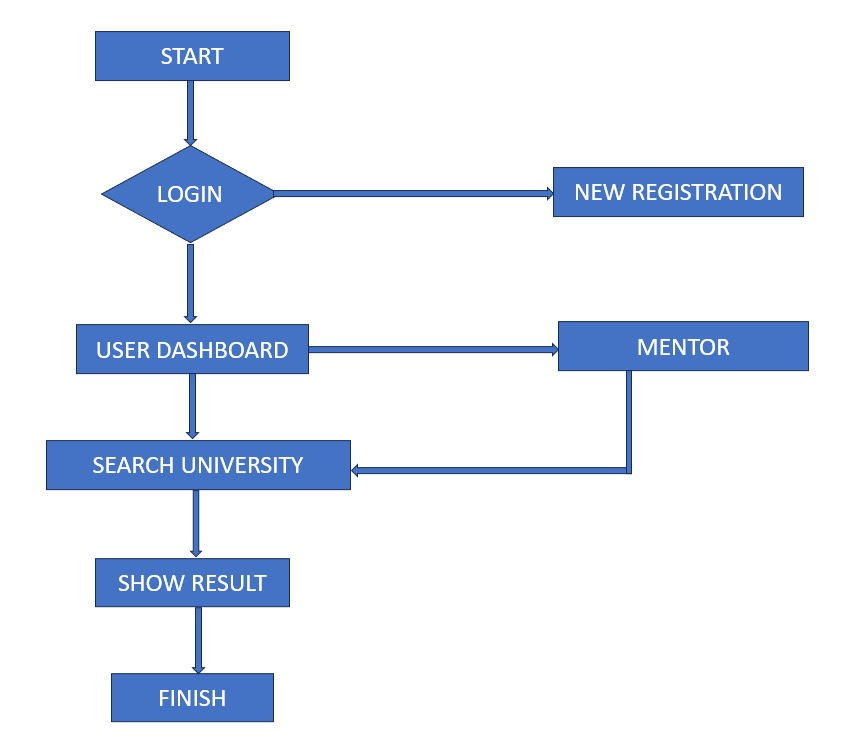 START
LOGIN
NEW REGISTRATION
USER DASHBOARD
MENTOR
SEARCH UNIVERSITY
SHOW RESULT
FINISH